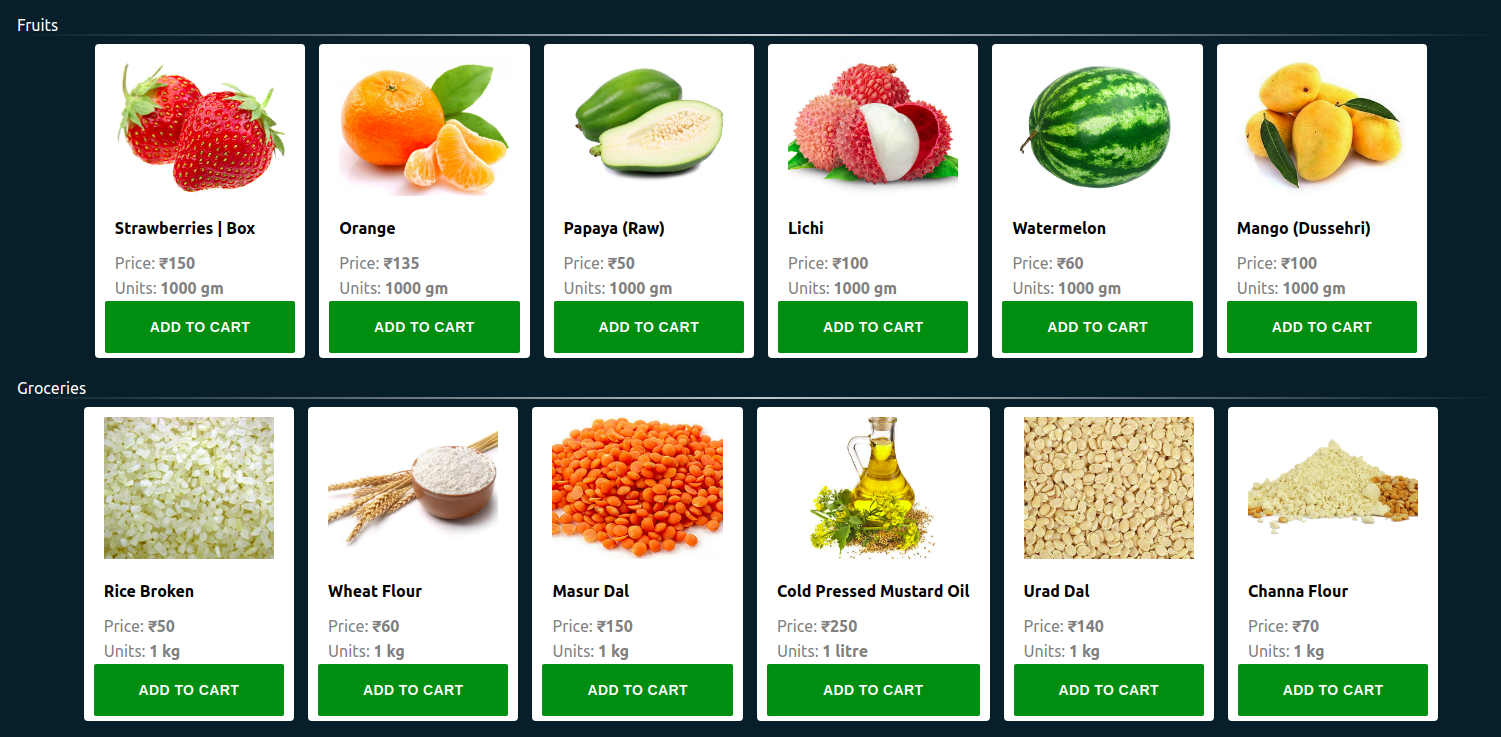 Fruits
Strawberries | Box
Price: ₹150
Units: 1000 gm
ADD TO CART
Orange
Price: ₹135
Units: 1000 gm
ADD TO CART
Papaya (Raw)
Price: ₹50
Units: 1000 gm
ADD TO CART
Lichi
Price: ₹100
Units: 1000 gm
ADD TO CART
Watermelon
Price: ₹60
Units: 1000 gm
ADD TO CART
Mango (Dussehri)
Price: ₹100
Units: 1000 gm
ADD TO CART
Groceries
Rice Broken
Price: ₹50
Units: 1 kg
ADD TO CART
Wheat Flour
Price: ₹60
Units: 1 kg
ADD TO CART
Masur Dal
Price: ₹150
Units: 1 kg
ADD TO CART
Cold Pressed Mustard Oil
Price: ₹250
Units: 1 litre
ADD TO CART
Urad Dal
Price: ₹140
Units: 1 kg
ADD TO CART
Channa Flour
Price: ₹70
Units: 1 kg
ADD TO CART